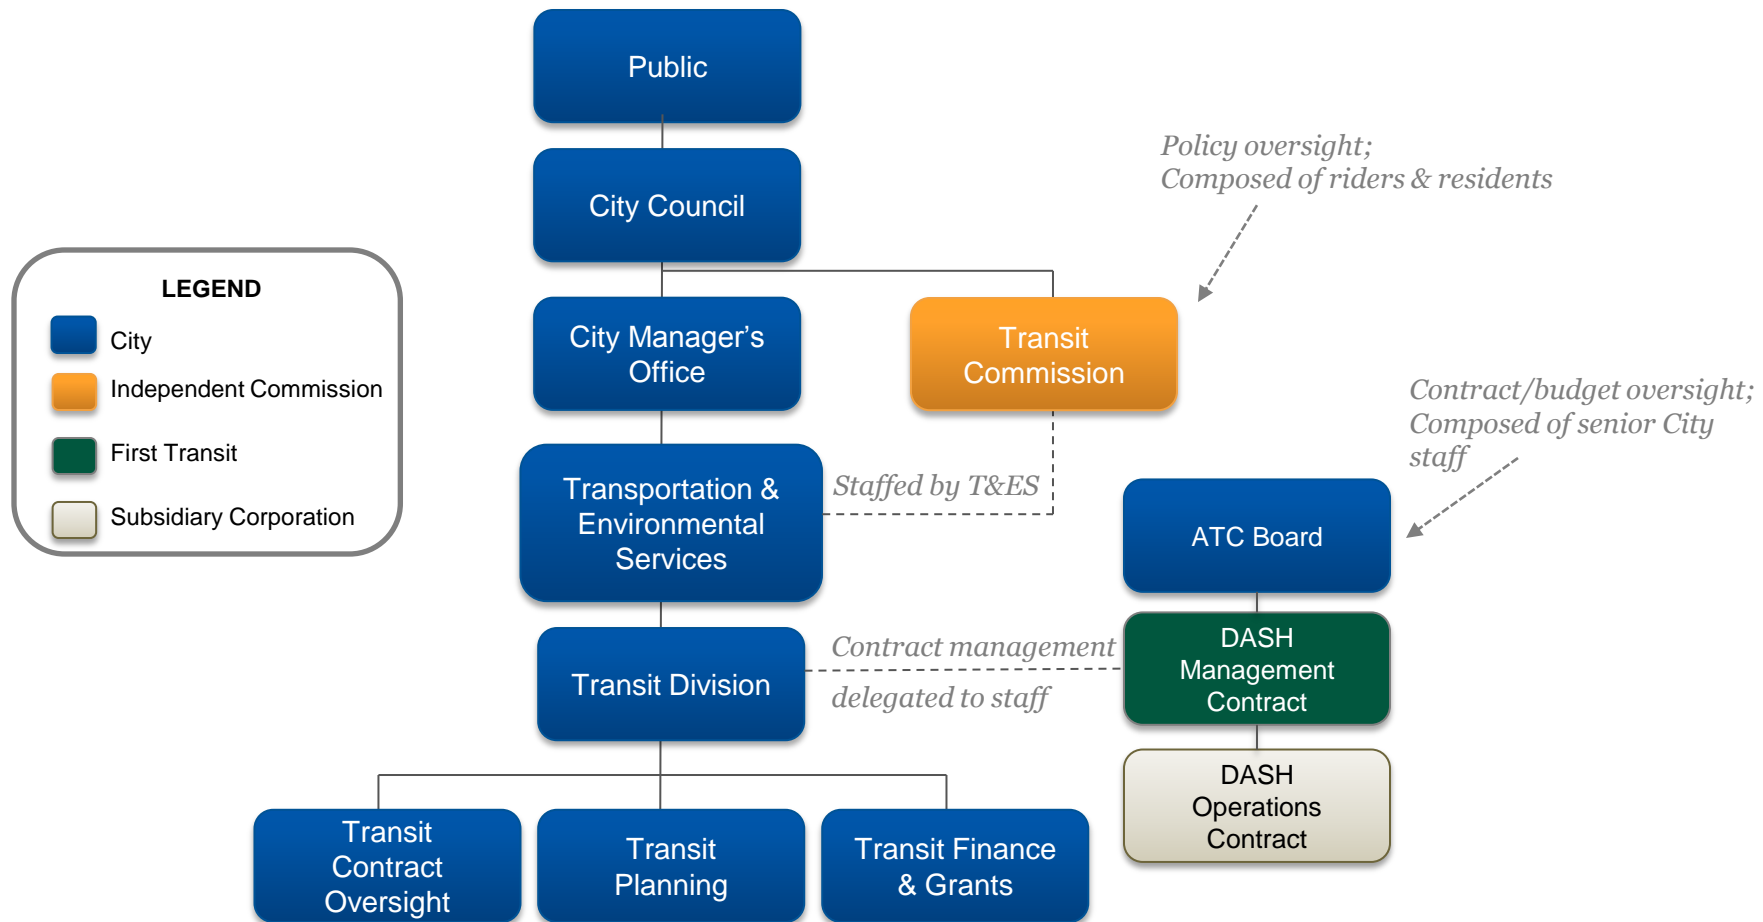 Public
City Council
Policy oversight;
Composed of riders & residents
LEGEND
City
Independent Commission
First Transit
Subsidiary Corporation
City Manager’s
Office
Transit
Commission
Contract/budget oversight;
Composed of senior City
staff
Transportation &
Environmental
Services
Staffed by T&ES
ATC Board
Transit Division
Contract management
delegated to staff
DASH
Management
Contract
DASH
Operations
Contract
Transit
Contract
Oversight
Transit
Planning
Transit Finance
& Grants